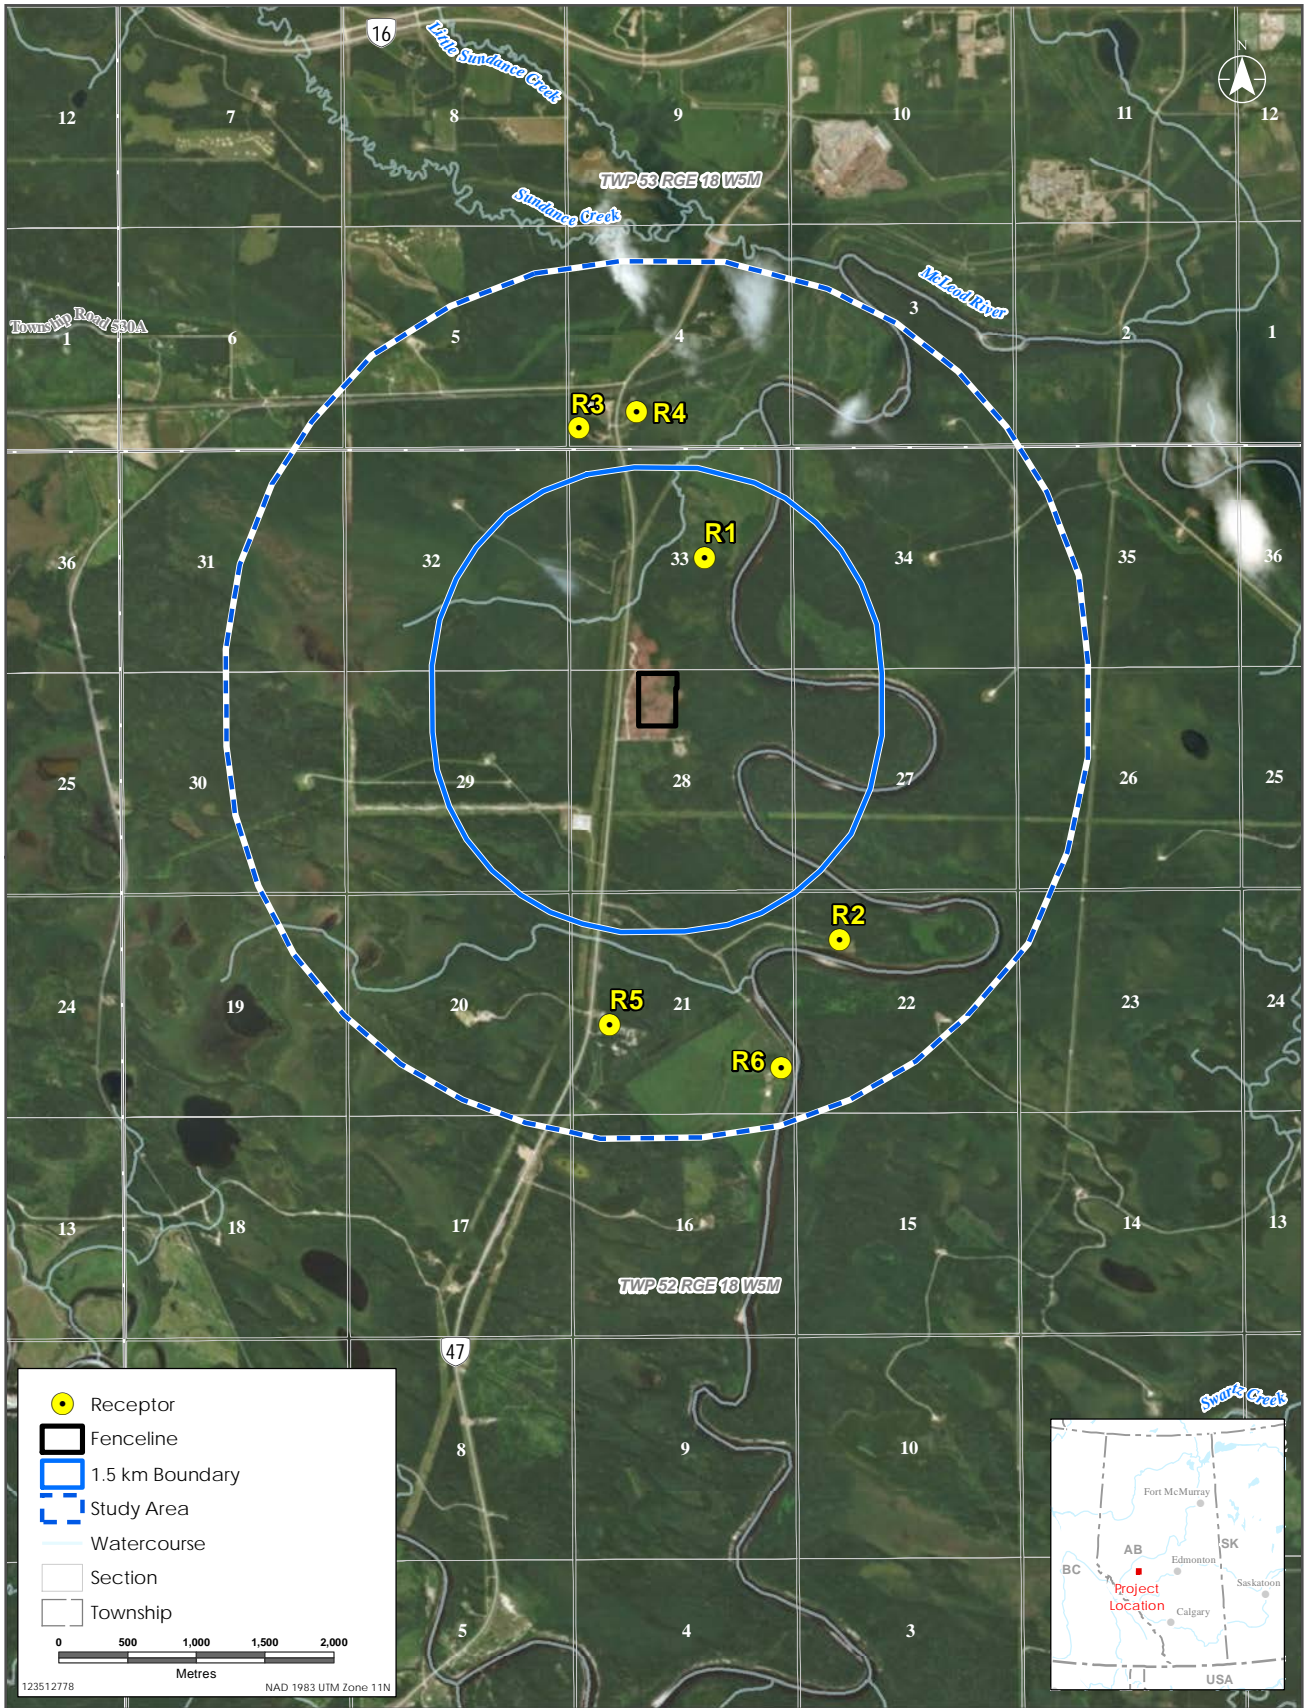 16
Little Sundance Creek
N
12
7
8
9
10
11
12
TWP 53 RGE 18 W5M
Sundance Creek
McLeod River
Township Road 530A
1
6
5
4
3
2
1
R3
R4
R1
36
31
32
33
34
35
36
25
30
29
28
27
26
25
R2
24
19
20
R5
21
22
23
24
R6
13
18
17
16
15
14
13
TWP 52 RGE 18 W5M
47
Swartz Creek
8
9
10
5
4
3
Receptor
Fenceline
1.5 km Boundary
Study Area
Watercourse
Section
Township
0 500 1,000 1,500 2,000
Metres
123512778 NAD 1983 UTM Zone 11N
Fort McMurray
AB
SK
BC
Edmonton
Project
Location
Saskatoon
Calgary
USA